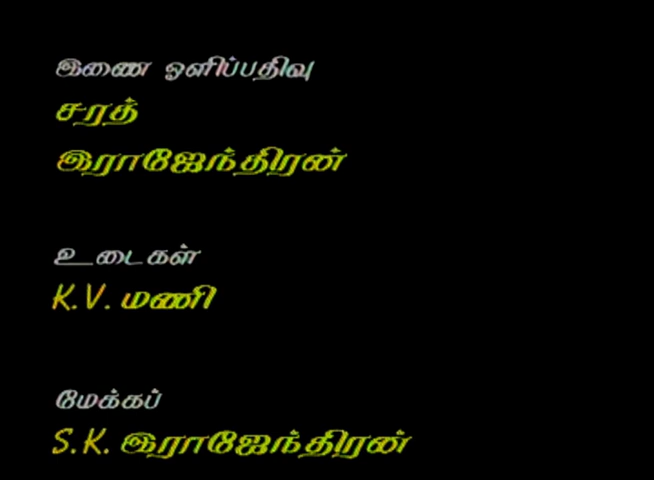 இணை ஒளிப்பதிவு
சரத்
இராஜேந்திரன்
உடைகள்
K.V. மணி
மேக்கப்
S.K. இராஜேந்திரன்